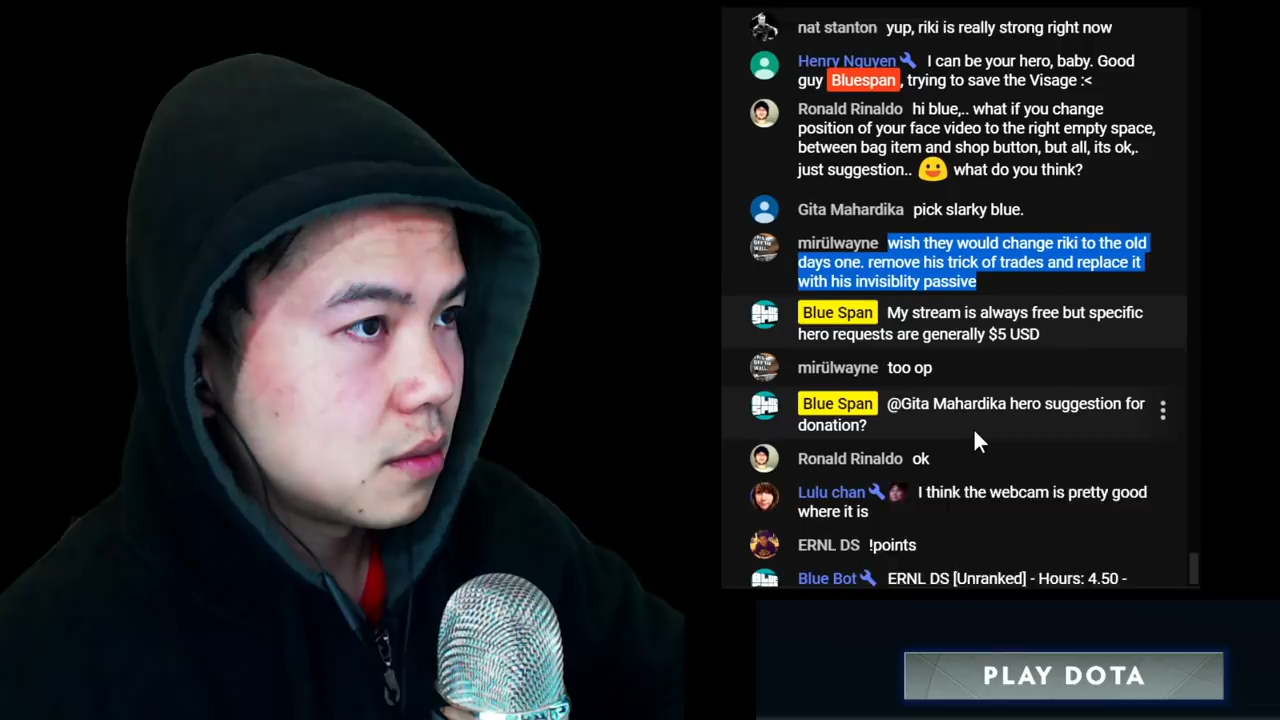 nat stanton yup, riki is really strong right now
Henry Nguyen I can be your hero, baby. Good
guy Bluespan, trying to save the Visage :<
Ronald Rinaldo hi blue,.. what if you change
position of your face video to the right empty space,
between bag item and shop button, but all, its ok,.
just suggestion.. what do you think?
Gita Mahardika pick slarky blue.
mirülwayne wish they would change riki to the old
days one. remove his trick of trades and replace it
with his invisiblity passive
Blue Span My stream is always free but specific
hero requests are generally $5 USD
mirülwayne too op
Blue Span @Gita Mahardika hero suggestion for
donation?
Ronald Rinaldo ok
Lulu chan I think the webcam is pretty good
where it is
ERNL DS !points
Blue Bot ERNL DS [Unranked] - Hours: 4.50 -
PLAY DOTA